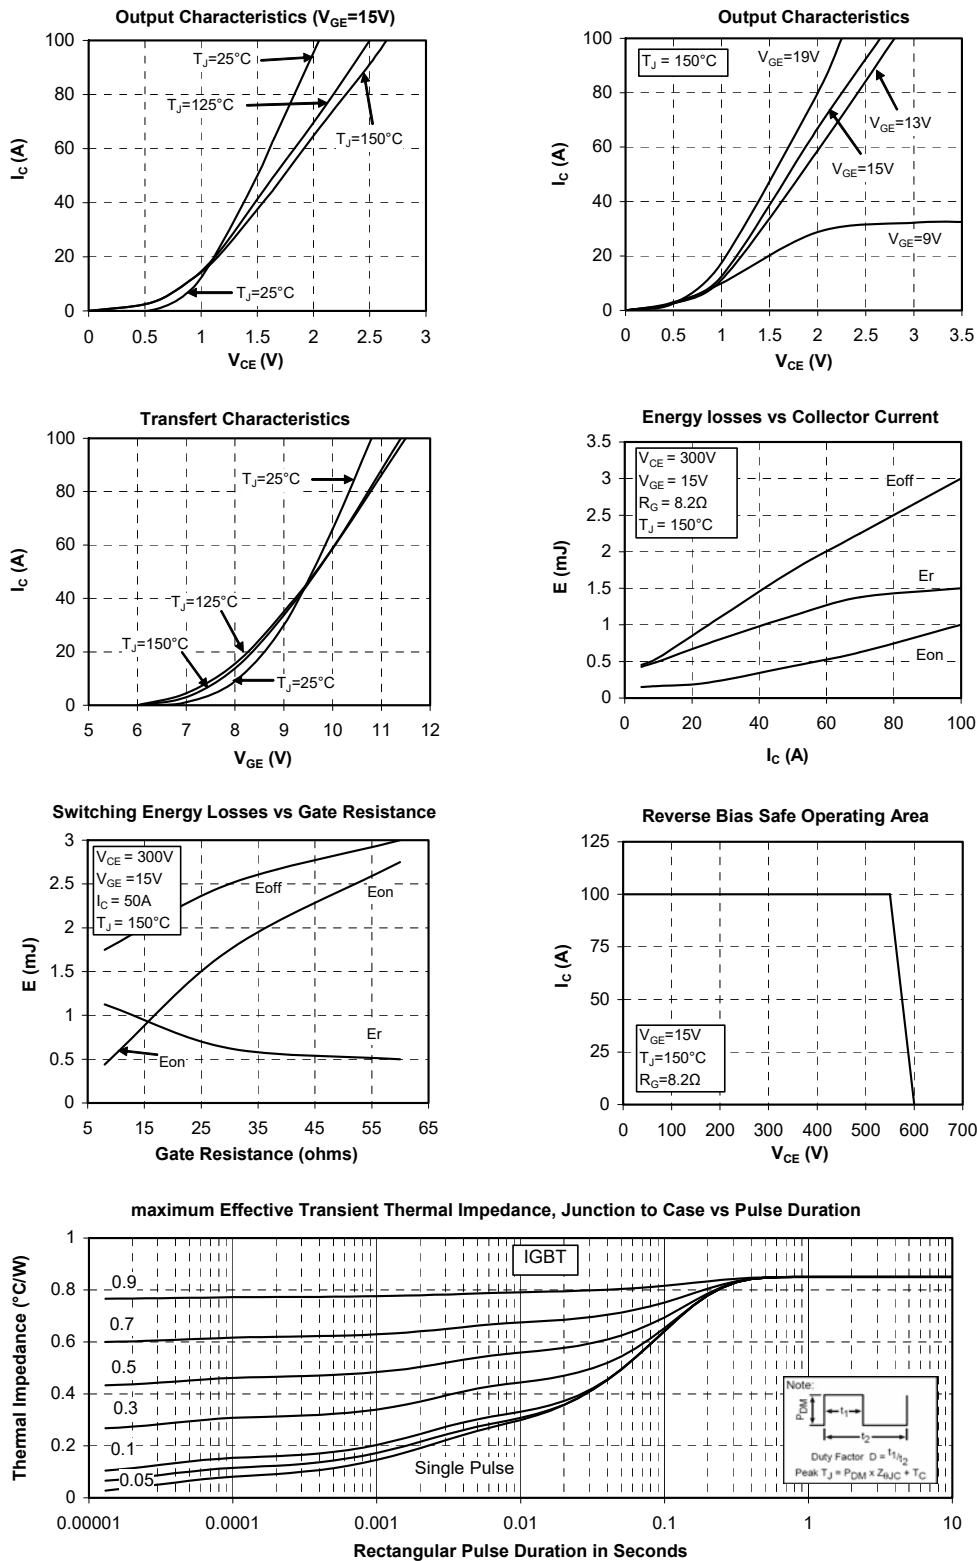 Output Characteristics (VGE=15V)
100
80
60
40
20
0
IC (A)
TJ=25°C
TJ=125°C
TJ=150°C
TJ=25°C
0 0.5 1 1.5 2 2.5 3
VCE (V)
Output Characteristics
100
80
60
40
20
0
IC (A)
TJ = 150°C
VGE=19V
VGE=13V
VGE=15V
VGE=9V
0 0.5 1 1.5 2 2.5 3 3.5
VCE (V)
Transfert Characteristics
100
80
60
40
20
0
IC (A)
TJ=25°C
TJ=125°C
TJ=150°C
TJ=25°C
5 6 7 8 9 10 11 12
VGE (V)
Energy losses vs Collector Current
3.5
3
2.5
2
1.5
1
0.5
0
E (mJ)
VCE = 300V
VGE = 15V
RG = 8.2Ω
TJ = 150°C
Eoff
Er
Eon
0 20 40 60 80 100
IC (A)
Switching Energy Losses vs Gate Resistance
3
2.5
2
1.5
1
0.5
0
E (mJ)
VCE = 300V
VGE =15V
IC = 50A
TJ = 150°C
Eoff
Eon
Er
Eon
5 15 25 35 45 55 65
Gate Resistance (ohms)
Reverse Bias Safe Operating Area
125
100
75
50
25
0
IC (A)
VGE=15V
TJ=150°C
RG=8.2Ω
0 100 200 300 400 500 600 700
VCE (V)
maximum Effective Transient Thermal Impedance, Junction to Case vs Pulse Duration
1
0.8
0.6
0.4
0.2
0
Thermal Impedance (°C/W)
IGBT
0.9
0.7
0.5
0.3
0.1
0.05
Single Pulse
Note:
PDM
t1
t2
Duty Factor D = t1/t2
Peak TJ = PDM x ZθJC + TC
0.00001 0.0001 0.001 0.01 0.1 1 10
Rectangular Pulse Duration in Seconds